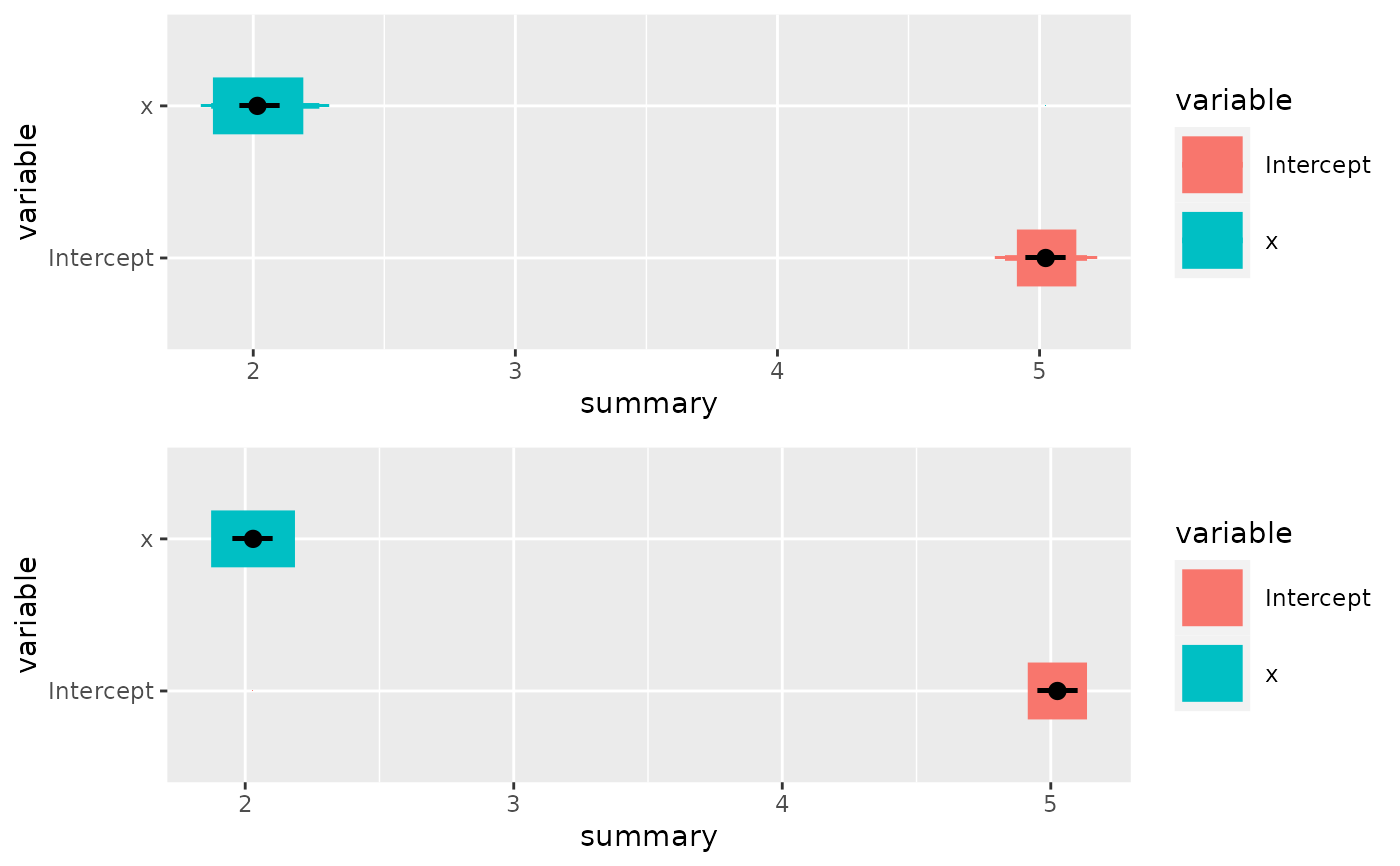 variable
x
Intercept
2 3 4 5
summary
variable
Intercept
x
variable
x
Intercept
2 3 4 5
summary
variable
Intercept
x